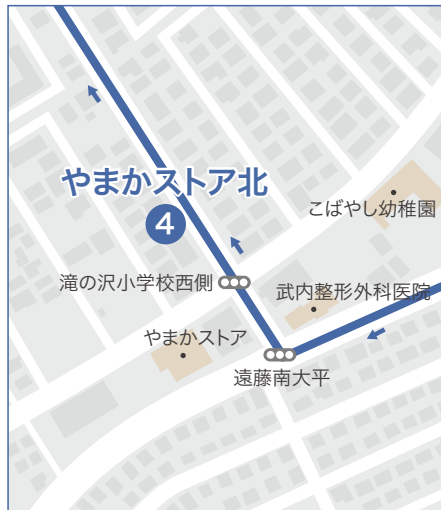 やまかストア北
4
こばやし幼稚園
滝の沢小学校西側
武内整形外科医院
やまかストア
遠藤南大平